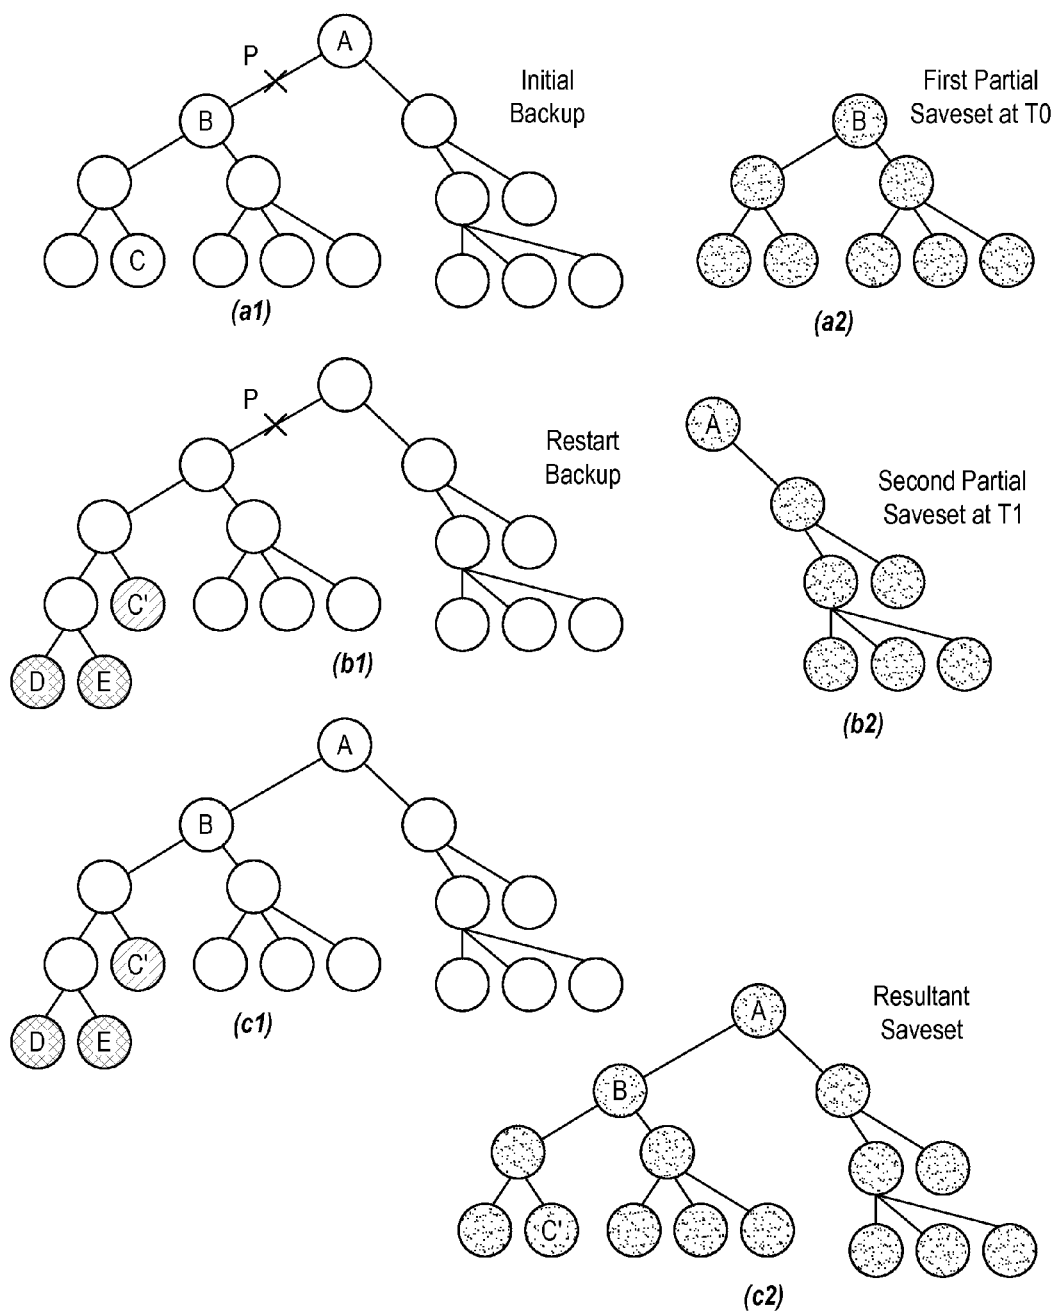 A
P
Initial
Backup
First Partial
Saveset at T0
B
B
C
(a1)
(a2)
P
A
Restart
Backup
Second Partial
Saveset at T1
C'
D
E
(b1)
(b2)
A
B
C'
D
E
(c1)
Resultant
Saveset
A
B
C'
(c2)